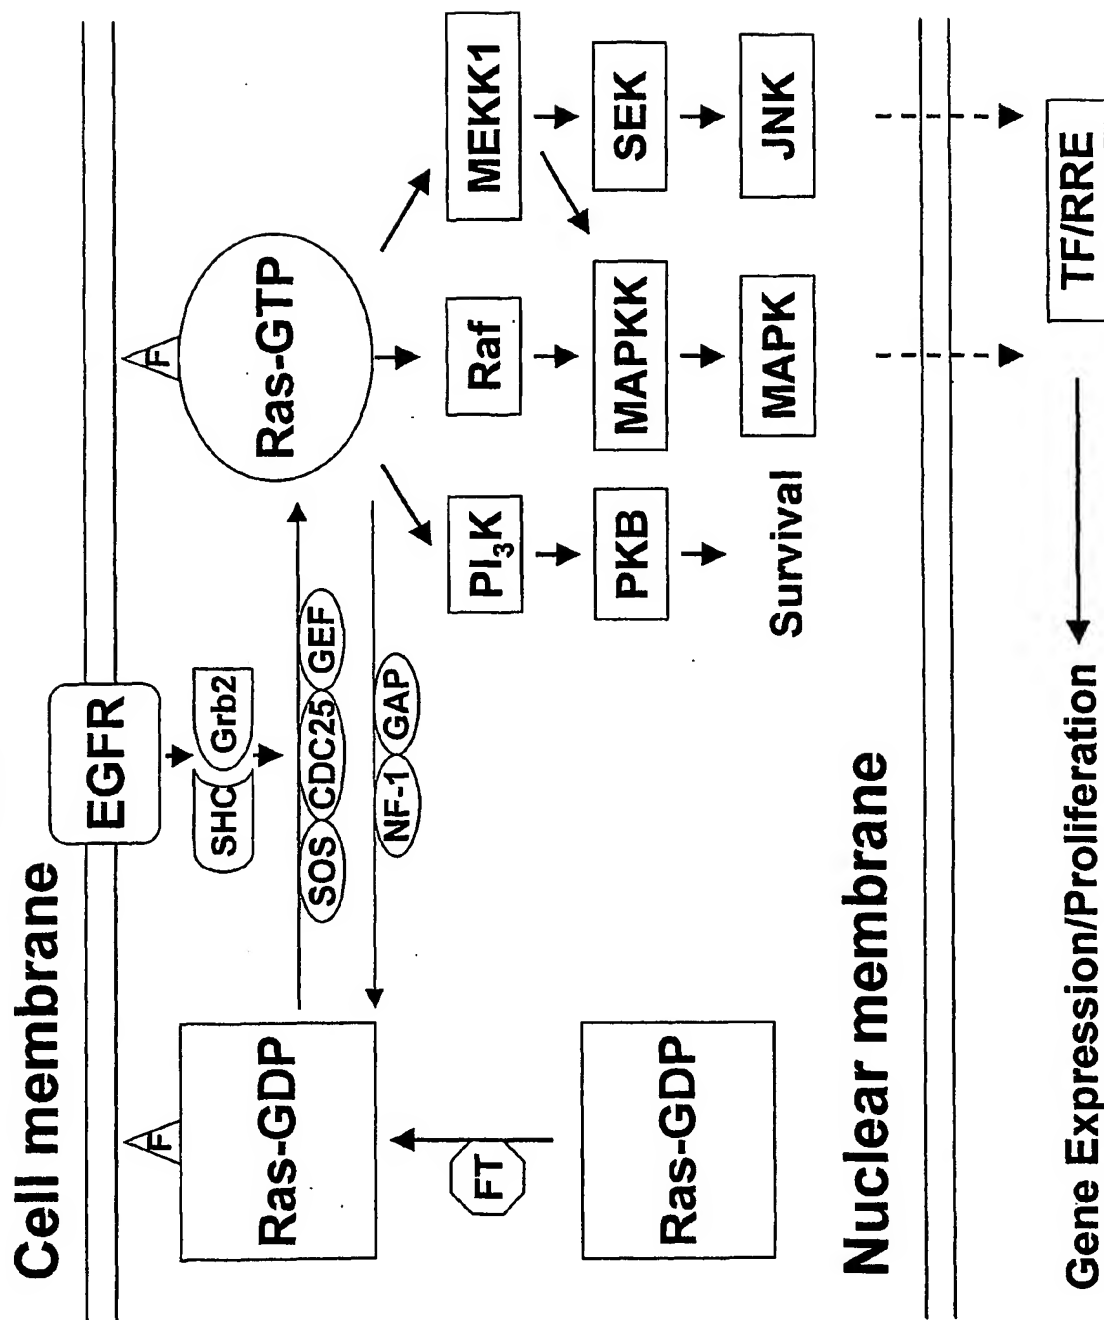 Cell membrane
EGFR
F
F
SHC
Grb2
Ras-GDP
Ras-GTP
SOS
CDC25
GEF
NF-1
GAP
FT
PI₃K
Raf
MEKK1
Ras-GDP
PKB
MAPKK
SEK
Survival
MAPK
JNK
Nuclear membrane
Gene Expression/Proliferation
TF/RRE